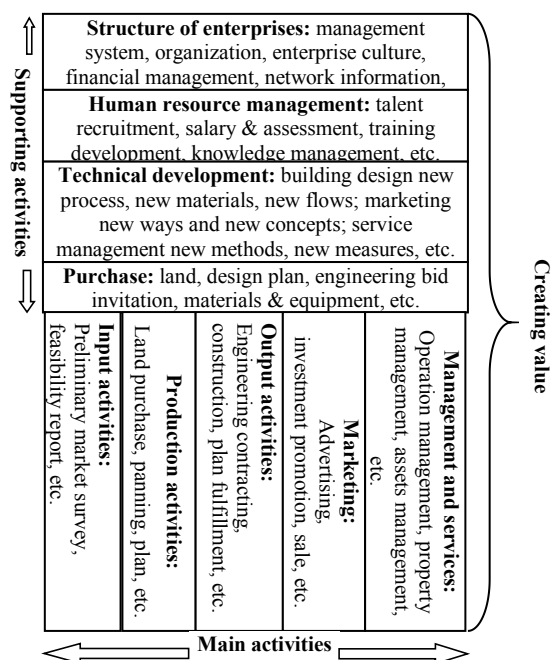 Structure of enterprises: management
system, organization, enterprise culture,
financial management, network information,
Human resource management: talent
recruitment, salary & assessment, training
development, knowledge management, etc.
Technical development: building design new
process, new materials, new flows; marketing
new ways and new concepts; service
management new methods, new measures, etc.
Purchase: land, design plan, engineering bid
invitation, materials & equipment, etc.
Supporting activities
Input activities:
Preliminary market survey,
feasibility report, etc.
Production activities:
Land purchase, panning, plan, etc.
Output activities:
Engineering contracting,
construction, plan fulfillment, etc.
Marketing:
Advertising,
investment promotion, sale, etc.
Management and services:
Operation management, property
management, assets management,
etc.
Creating value
Main activities